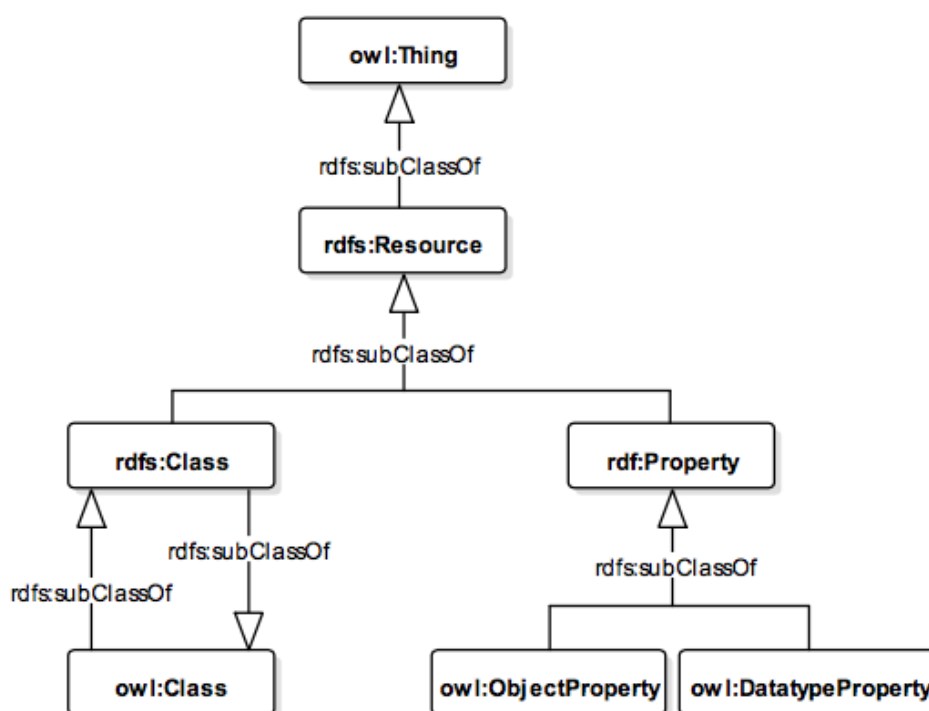 owl:Thing
rdfs:subClassOf
rdfs:Resource
rdfs:subClassOf
rdfs:Class
rdf:Property
rdfs:subClassOf
rdfs:subClassOf
rdfs:subClassOf
owl:Class
owl:ObjectProperty
owl:DatatypeProperty